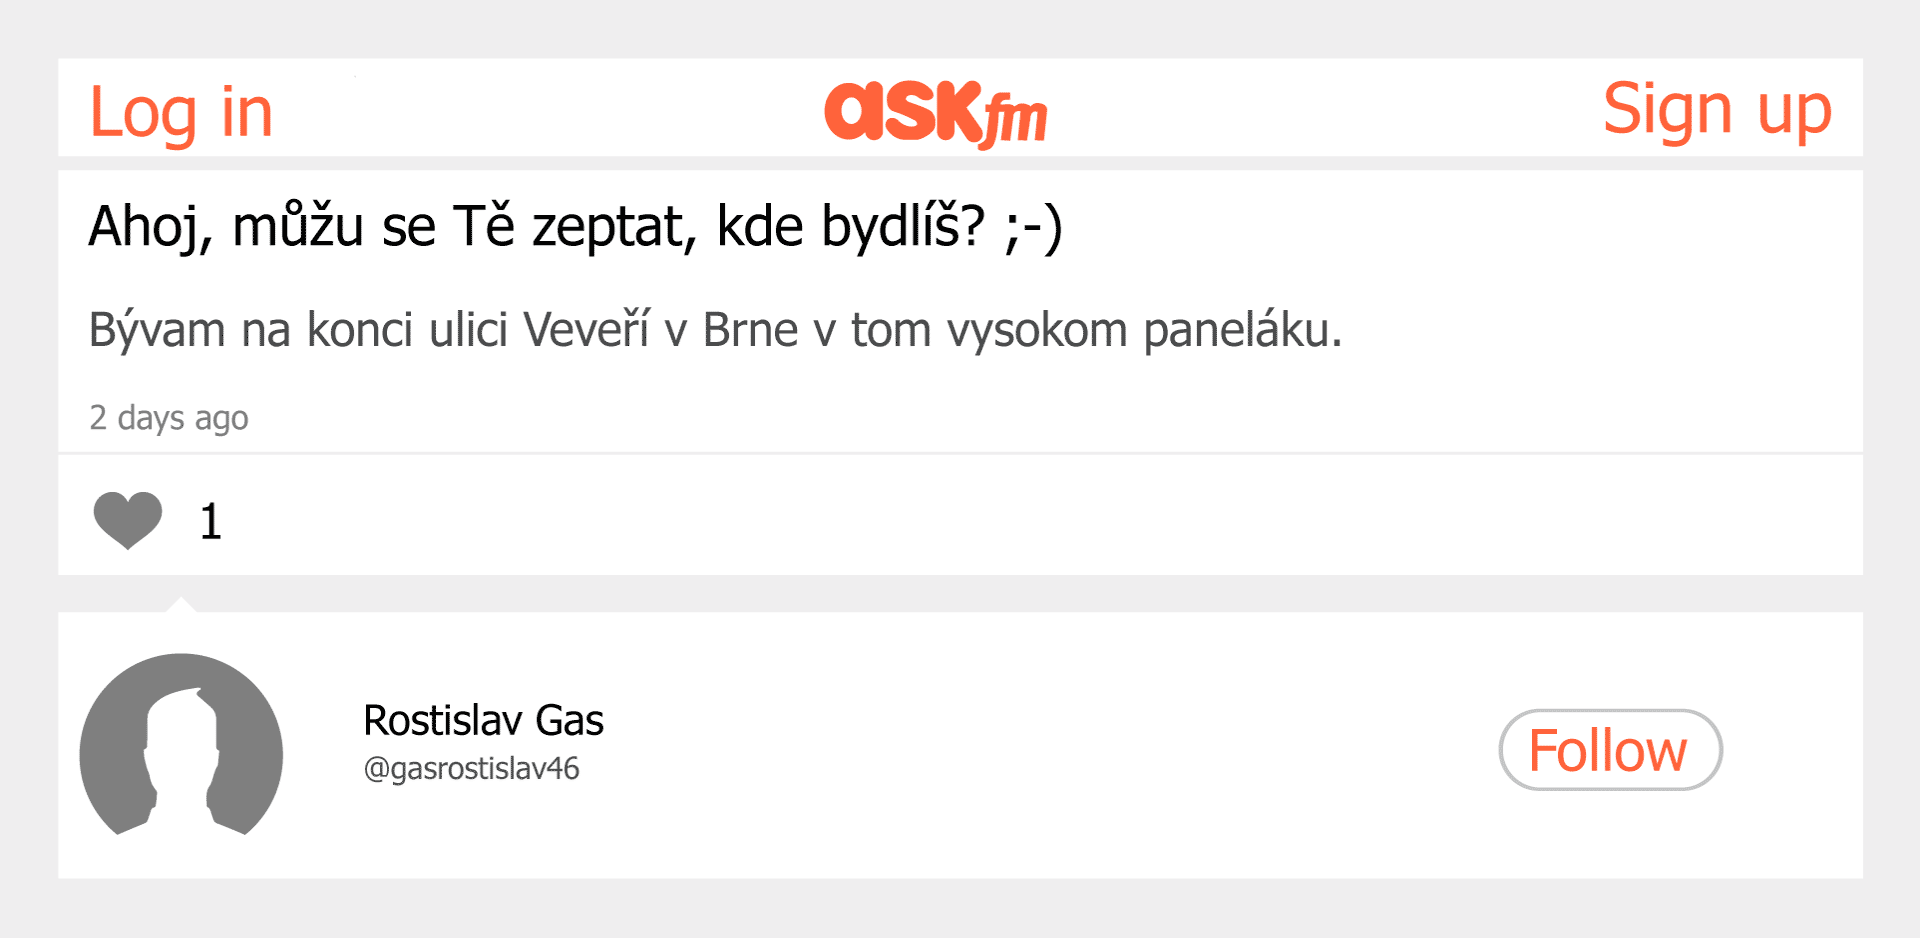 Log in
ASKfm
Sign up
Ahoj, můžu se Tě zeptat, kde bydlíš? ;-)
Bývam na konci ulici Veveří v Brne v tom vysokom paneláku.
2 days ago
1
Rostislav Gas
@gasrostislav46
Follow